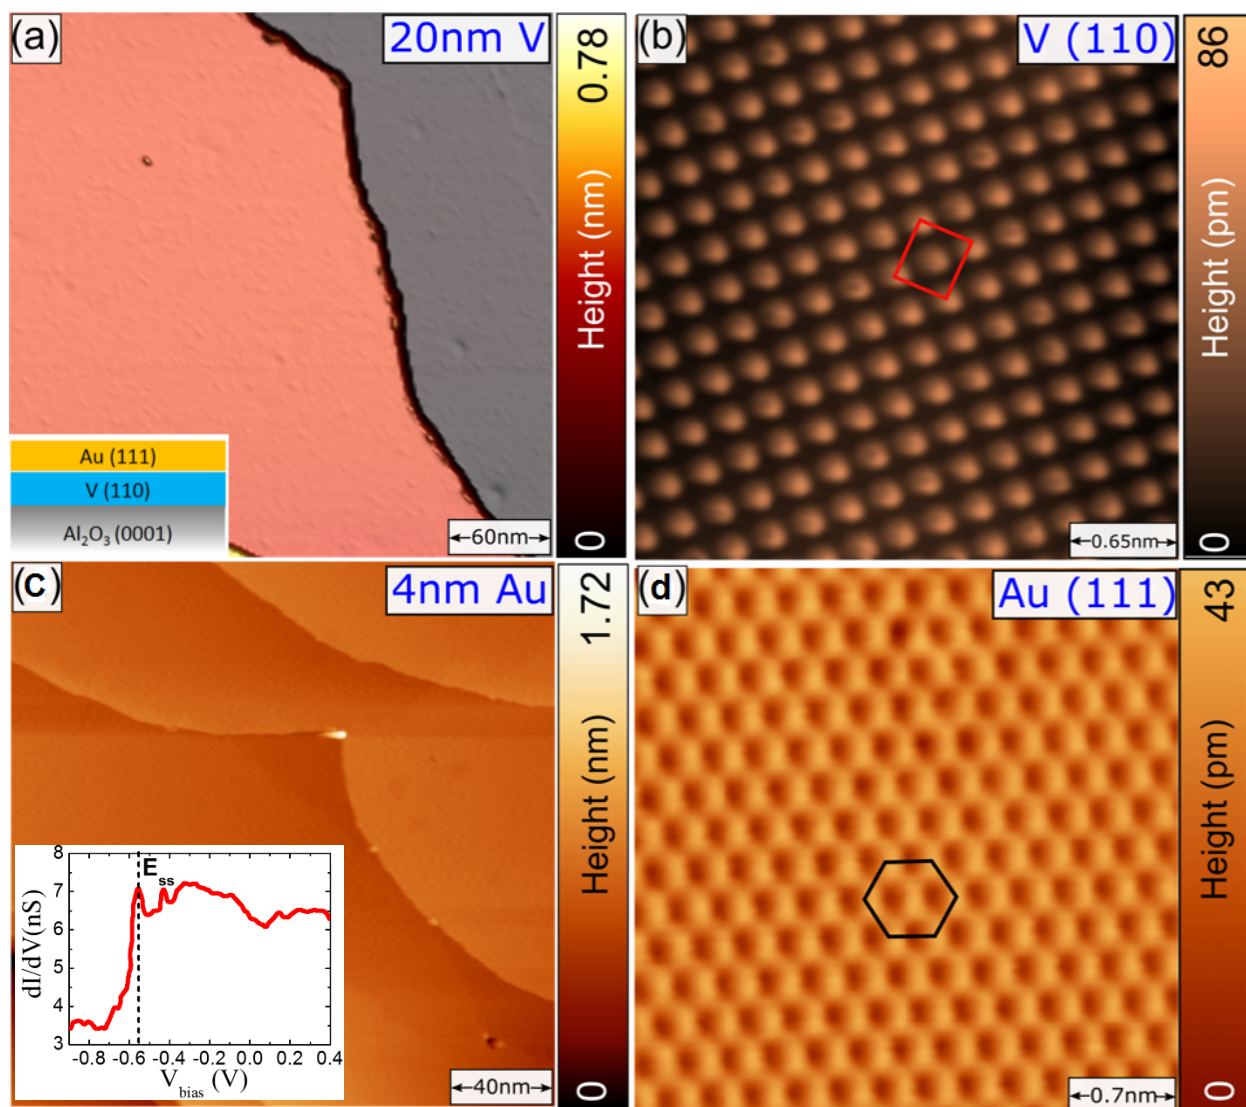 (a)
20nm V
0.78
Height (nm)
0
Au (111)
V (110)
Al₂O₃ (0001)
60nm
(b)
V (110)
86
Height (pm)
0
0.65nm
(c)
4nm Au
1.72
Height (nm)
0
8
7
6
5
4
3
dI/dV(nS)
Ess
-0.8 -0.6 -0.4 -0.2 0.0 0.2 0.4
Vbias (V)
40nm
(d)
Au (111)
43
Height (pm)
0
0.7nm